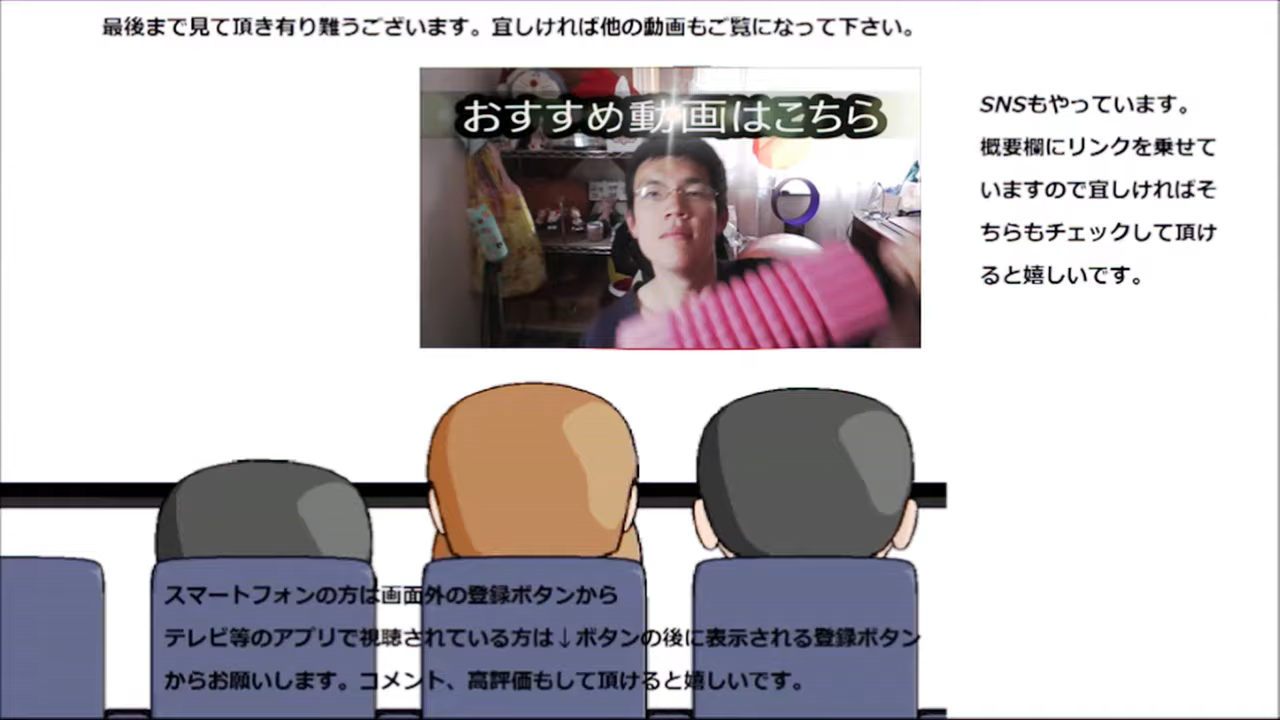 最後まで見て頂き有り難うございます。宜しければ他の動画もご覧になって下さい。
おすすめ動画はこちら
SNSもやっています。
概要欄にリンクを乗せて
いますので宜しければそ
ちらもチェックして頂け
ると嬉しいです。
スマートフォンの方は画面外の登録ボタンから
テレビ等のアプリで視聴されている方は↓ボタンの後に表示される登録ボタン
からお願いします。コメント、高評価もして頂けると嬉しいです。